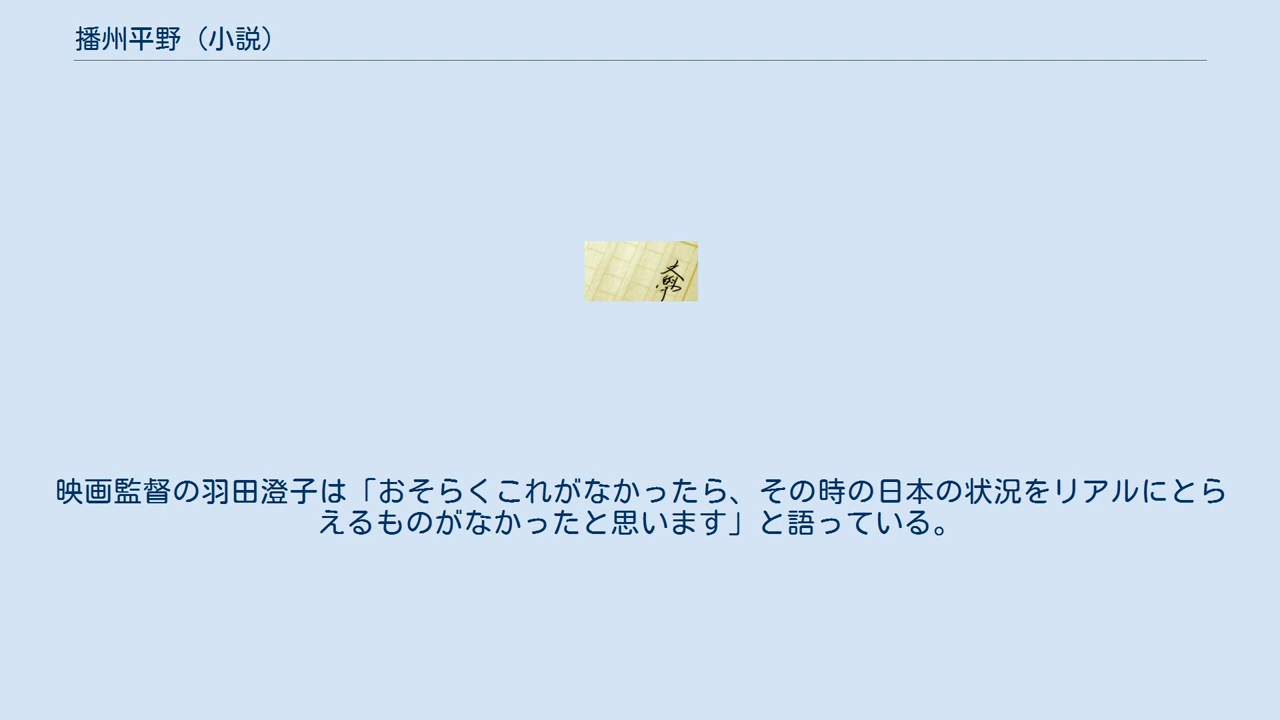 播州平野（小説）
映画監督の羽田澄子は「おそらくこれがなかったら、その時の日本の状況をリアルにとら
えるものがなかったと思います」と語っている。